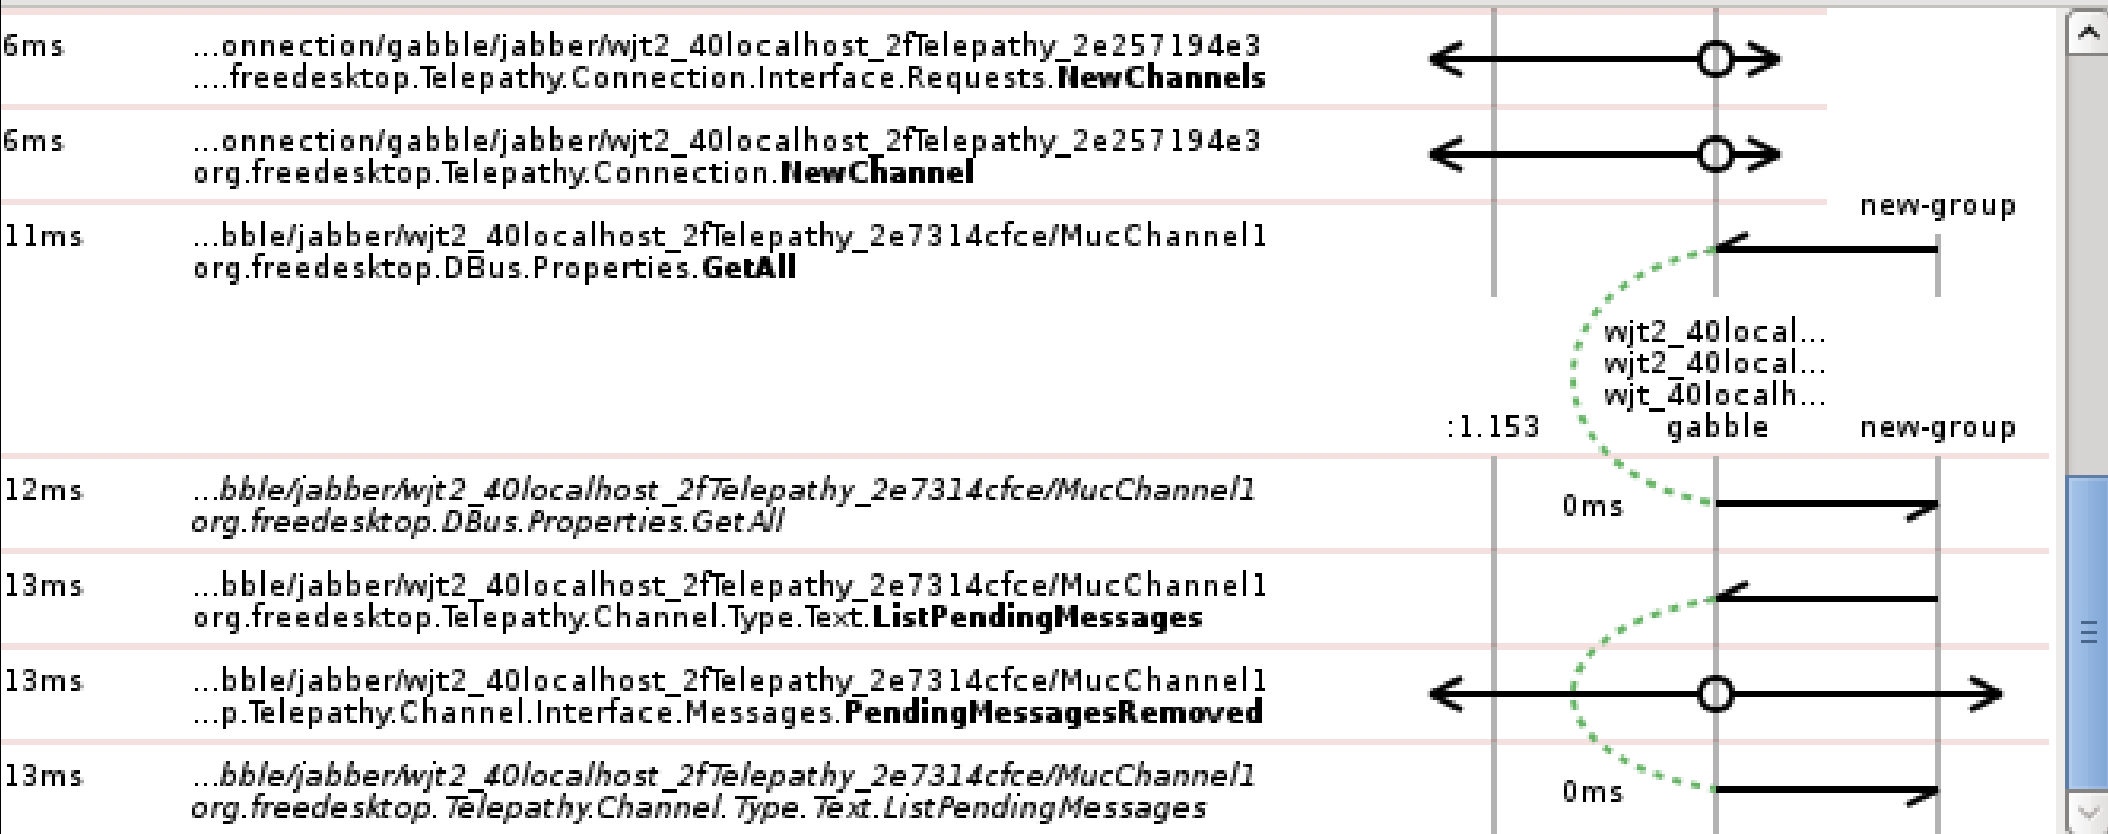 6ms ...onnection/gabble/jabber/wjt2_40localhost_2fTelepathy_2e257194e3
....freedesktop.Telepathy.Connection.Interface.Requests.NewChannels
6ms ...onnection/gabble/jabber/wjt2_40localhost_2fTelepathy_2e257194e3
org.freedesktop.Telepathy.Connection.NewChannel
new-group
11ms ...bble/jabber/wjt2_40localhost_2fTelepathy_2e7314cfce/MucChannel1
org.freedesktop.DBus.Properties.GetAll
wjt2_40local...
wjt2_40local...
wjt_40localh...
:1.153 gabble new-group
12ms ...bble/jabber/wjt2_40localhost_2fTelepathy_2e7314cfce/MucChannel1
org.freedesktop.DBus.Properties.GetAll 0ms
13ms ...bble/jabber/wjt2_40localhost_2fTelepathy_2e7314cfce/MucChannel1
org.freedesktop.Telepathy.Channel.Type.Text.ListPendingMessages
13ms ...bble/jabber/wjt2_40localhost_2fTelepathy_2e7314cfce/MucChannel1
...p.Telepathy.Channel.Interface.Messages.PendingMessagesRemoved
13ms ...bble/jabber/wjt2_40localhost_2fTelepathy_2e7314cfce/MucChannel1
org.freedesktop.Telepathy.Channel.Type.Text.ListPendingMessages 0ms